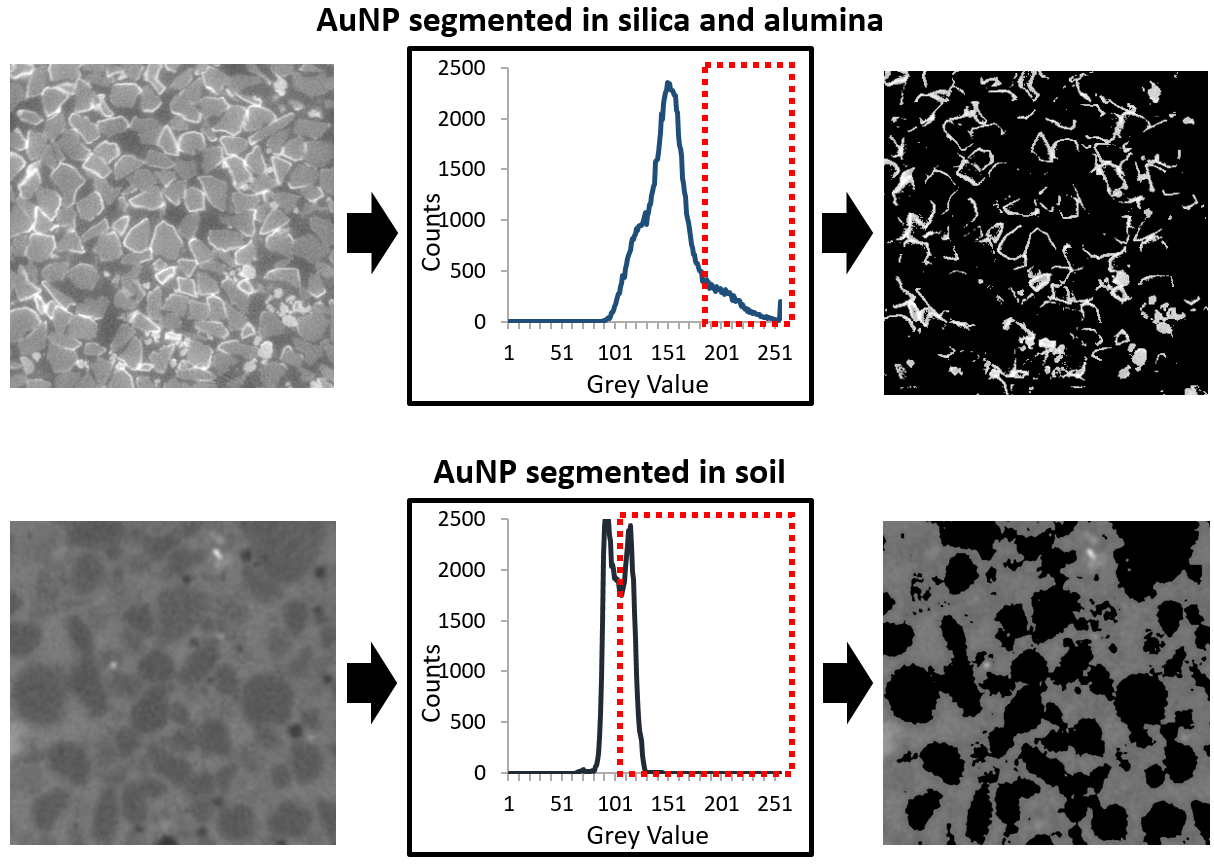 AuNP segmented in silica and alumina
2500
2000
1500
1000
500
0
Counts
1 51 101 151 201 251
Grey Value
AuNP segmented in soil
2500
2000
1500
1000
500
0
Counts
1 51 101 151 201 251
Grey Value